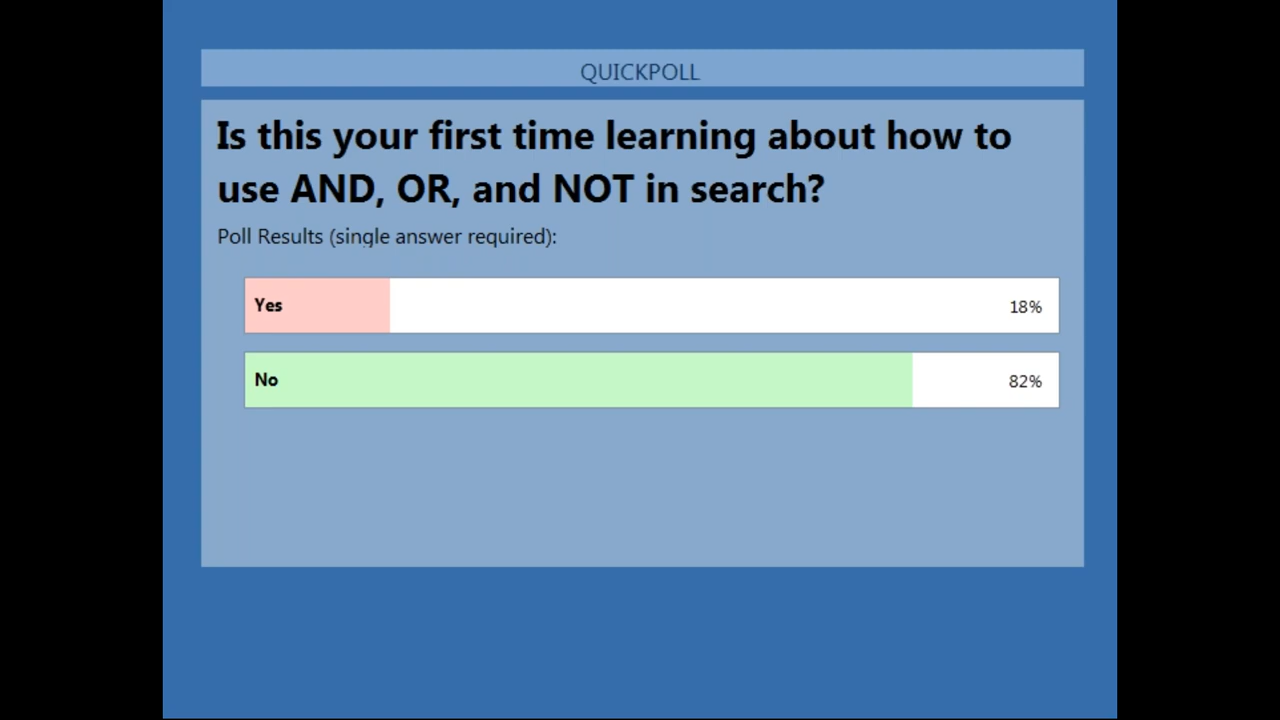 QUICKPOLL
Is this your first time learning about how to
use AND, OR, and NOT in search?
Poll Results (single answer required):
Yes 18%
No 82%